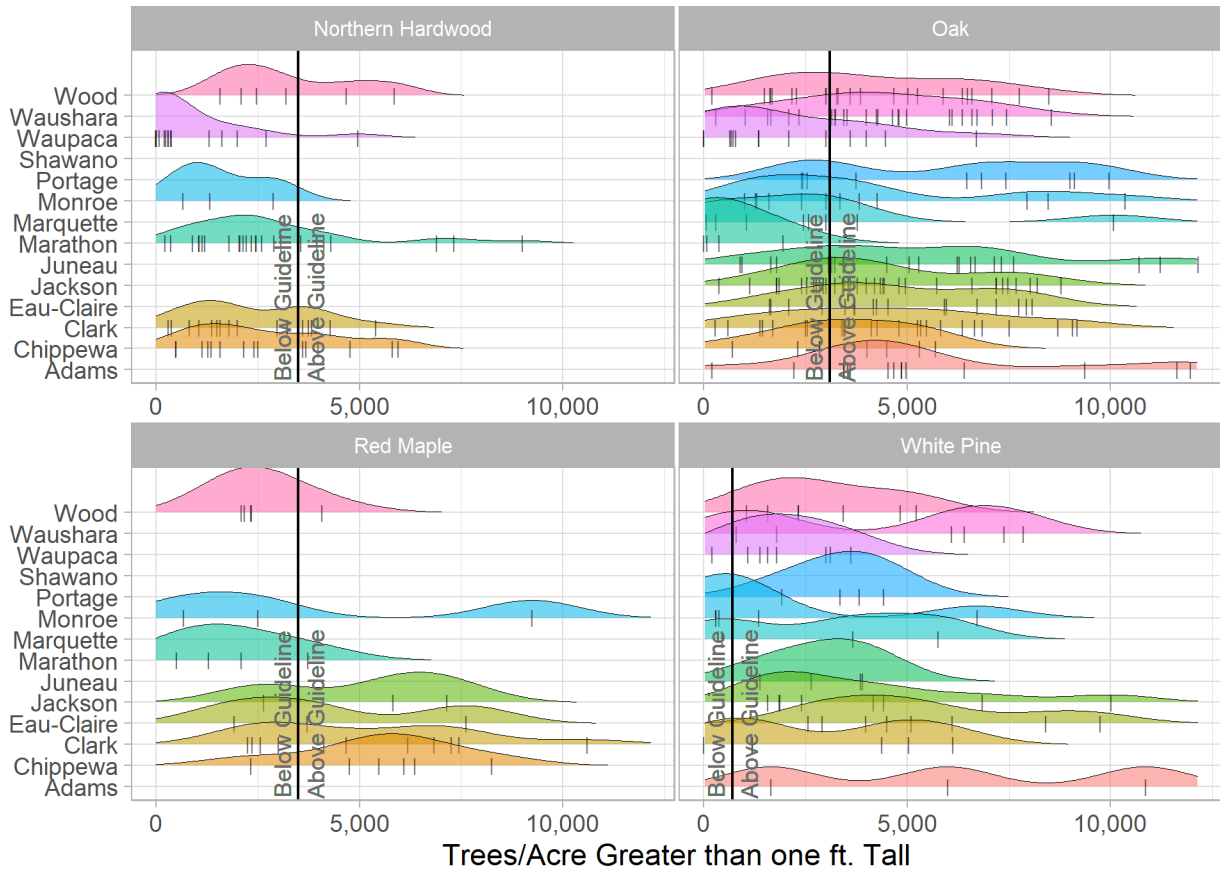 Northern Hardwood
Oak
Wood
Waushara
Waupaca
Shawano
Portage
Monroe
Marquette
Marathon
Juneau
Jackson
Eau-Claire
Clark
Chippewa
Adams
Below Guideline
Above Guideline
Below Guideline
Above Guideline
0
5,000
10,000
0
5,000
10,000
Red Maple
White Pine
Wood
Waushara
Waupaca
Shawano
Portage
Monroe
Marquette
Marathon
Juneau
Jackson
Eau-Claire
Clark
Chippewa
Adams
Below Guideline
Above Guideline
Below Guideline
Above Guideline
0
5,000
10,000
0
5,000
10,000
Trees/Acre Greater than one ft. Tall